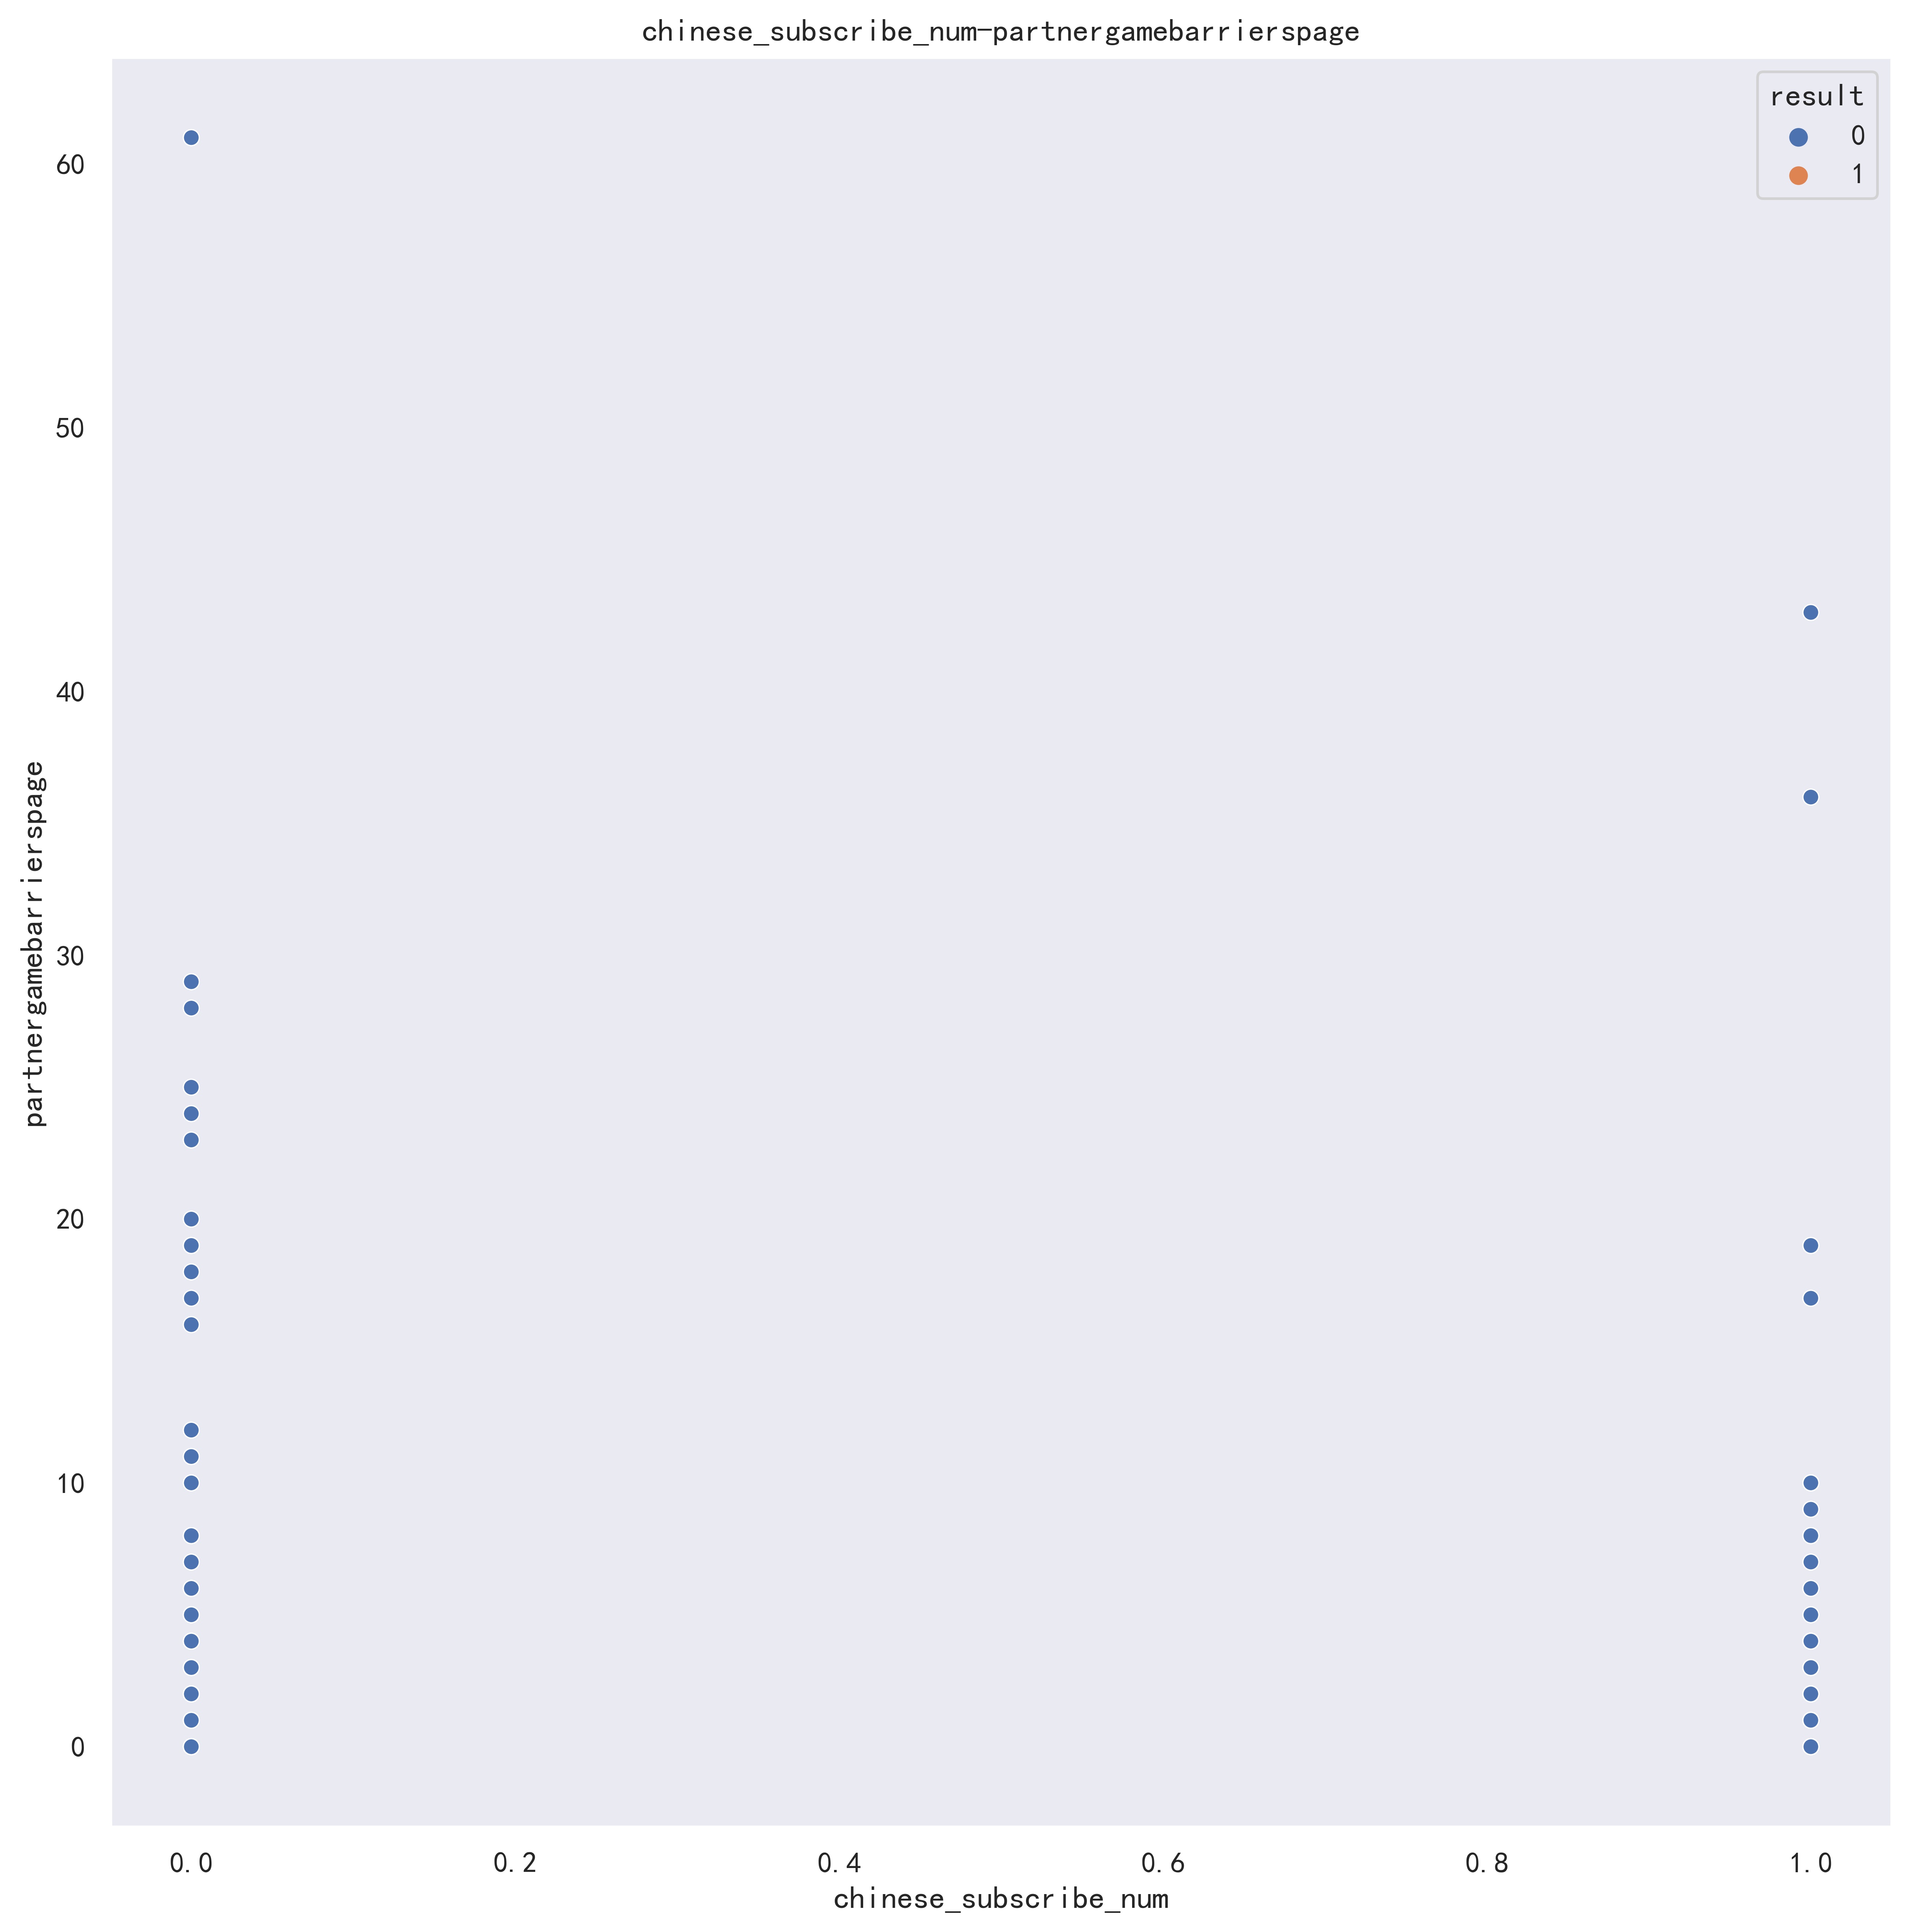 chinese_subscribe_num-partnergamebarrierspage
result
0
1
60
50
40
30
20
10
0
partnergamebarrierspage
0.0 0.2 0.4 0.6 0.8 1.0
chinese_subscribe_num